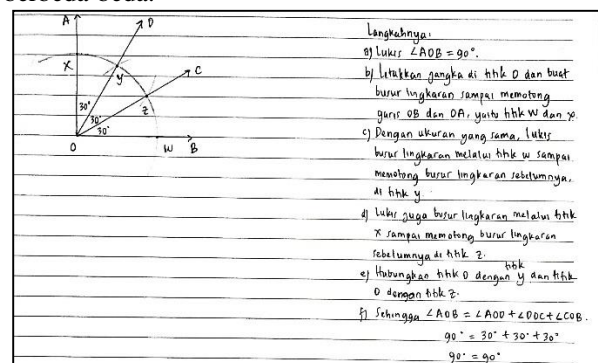 A
D
X
y
C
z
30°
30°
30°
O
W
B
Langkahnya:
a) Lukis ∠AOB = 90°.
b) Letakkan jangka di titik O dan buat
busur lingkaran sampai memotong
garis OB dan OA, yaitu titik W dan X.
c) Dengan ukuran yang sama, lukis
busur lingkaran melalui titik w sampai
memotong busur lingkaran sebelumnya,
di titik y.
d) Lukis juga busur lingkaran melalui titik
X sampai memotong busur lingkaran
sebelumnya di titik z.
e) Hubungkan titik O dengan titik y dan titik
O dengan titik z.
f) Sehingga ∠AOB = ∠AOD + ∠DOC + ∠COB.
90° = 30° + 30° + 30°
90° = 90°